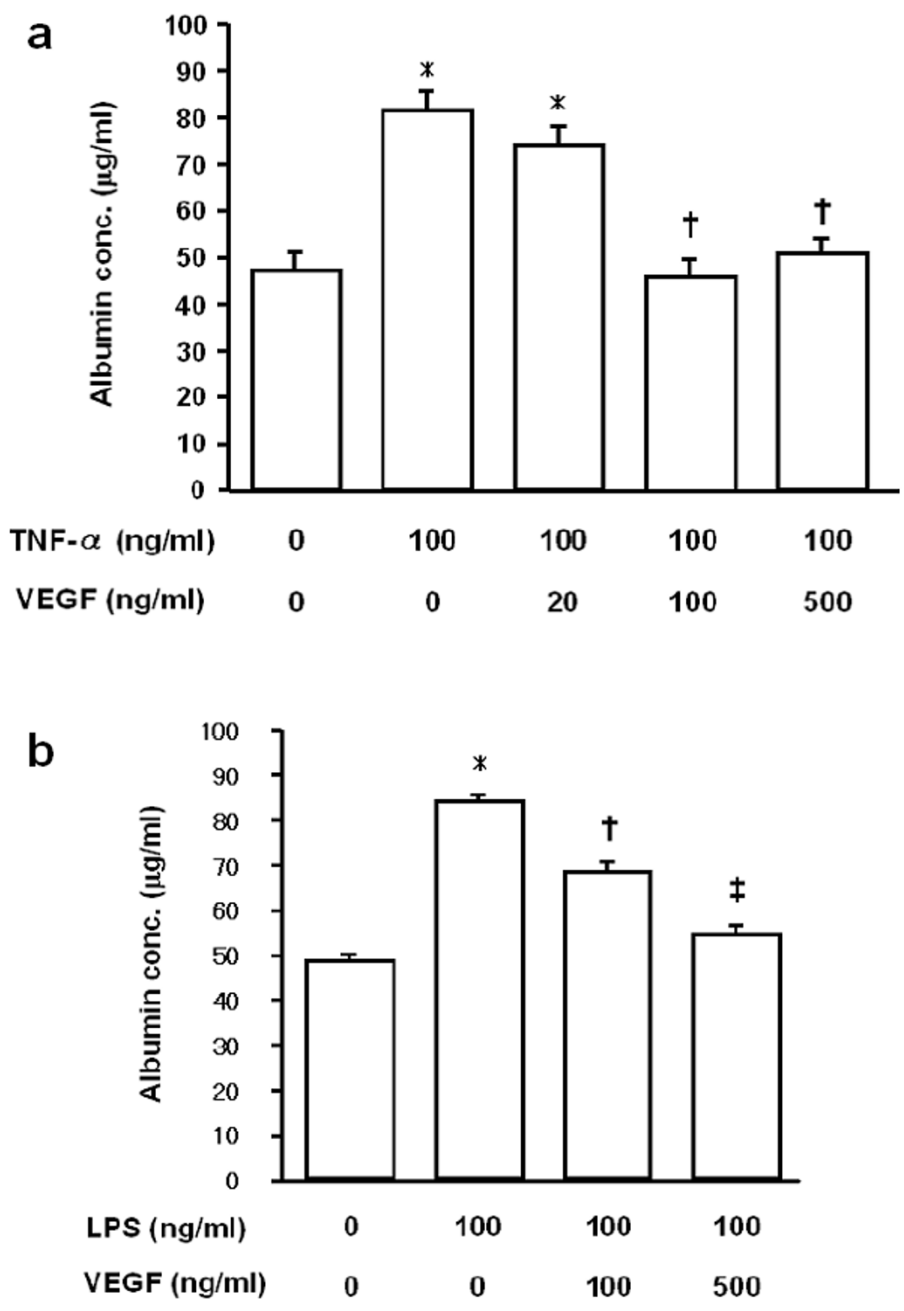 a
Albumin conc. (μg/ml)
100
90
80
70
60
50
40
30
20
10
0
* * † †
TNF-α (ng/ml) 0 100 100 100 100
VEGF (ng/ml) 0 0 20 100 500
b
Albumin conc. (μg/ml)
100
90
80
70
60
50
40
30
20
10
0
* † ‡
LPS (ng/ml) 0 100 100 100
VEGF (ng/ml) 0 0 100 500